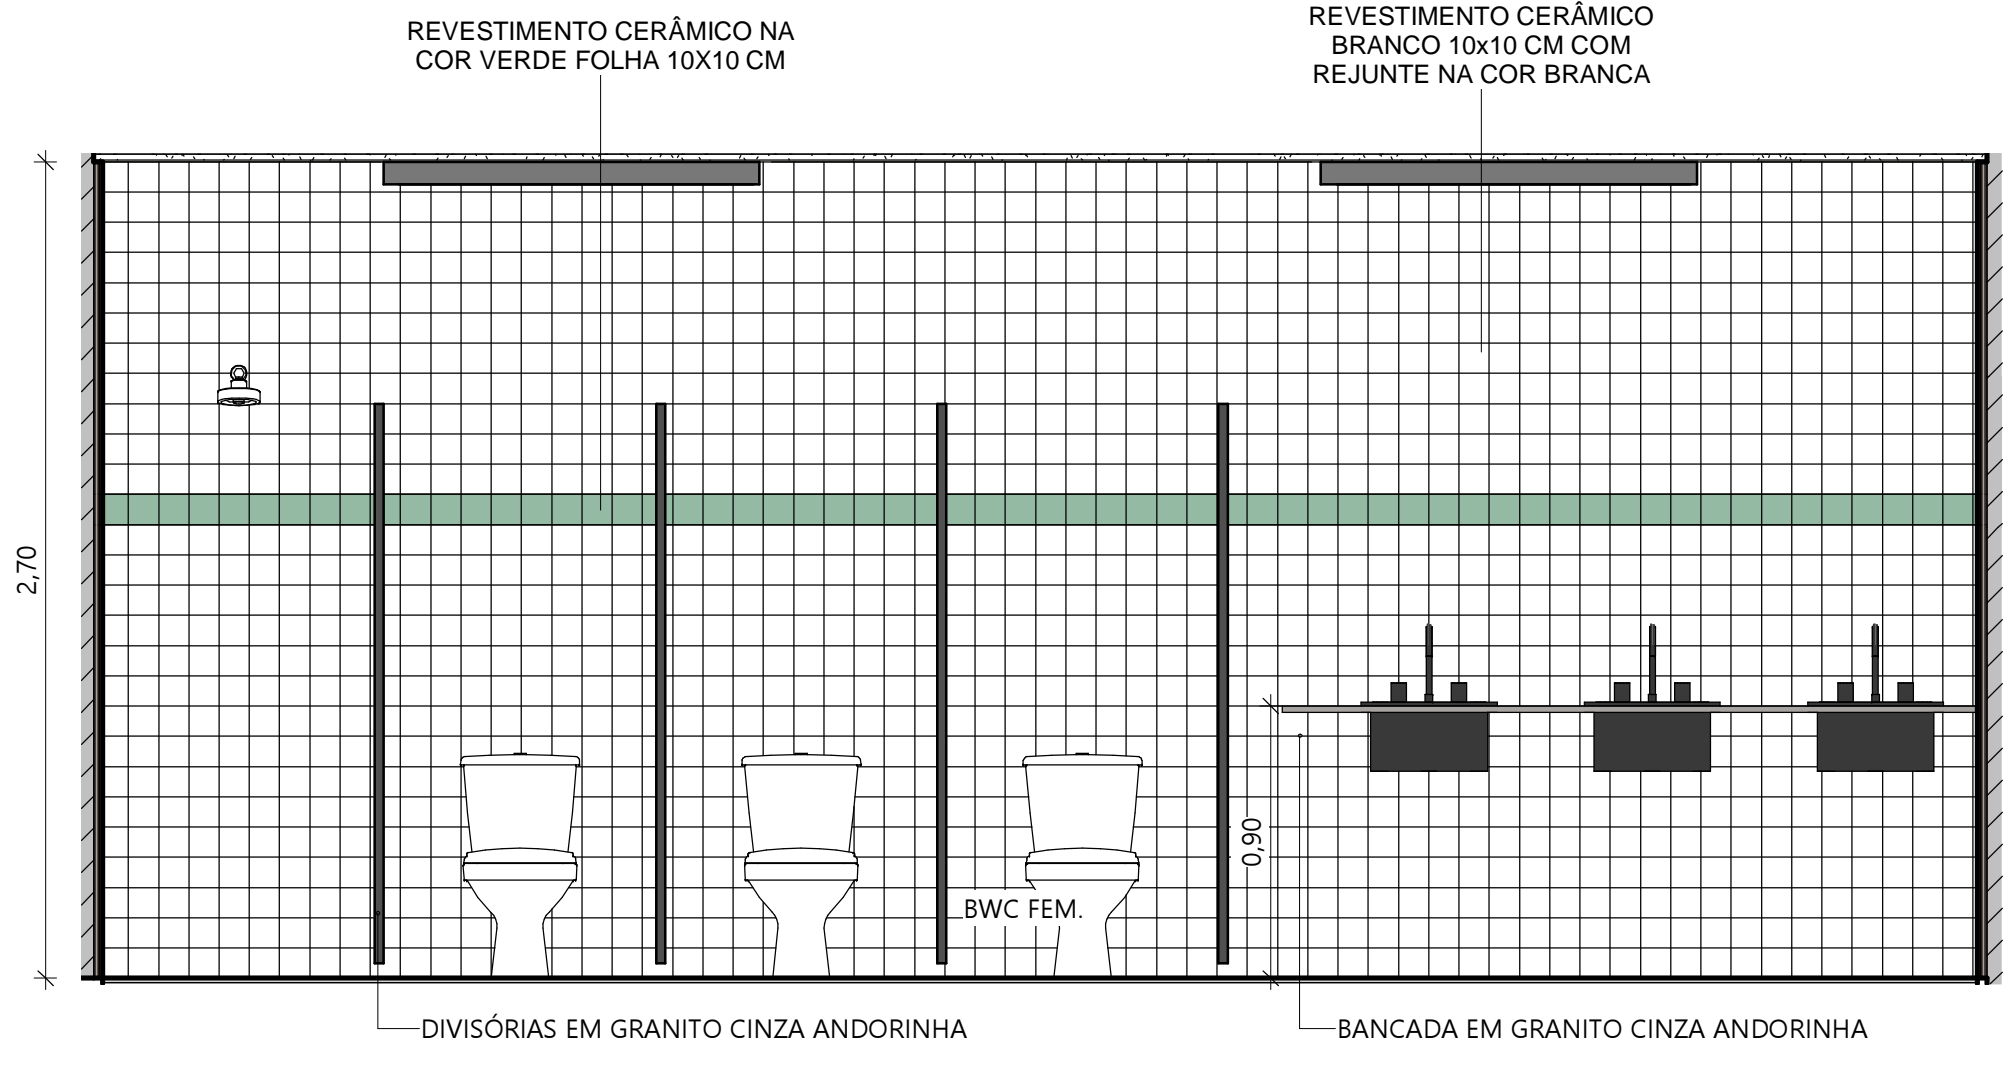 REVESTIMENTO CERÂMICO NA
COR VERDE FOLHA 10X10 CM
REVESTIMENTO CERÂMICO
BRANCO 10x10 CM COM
REJUNTE NA COR BRANCA
2,70
0,90
BWC FEM.
DIVISÓRIAS EM GRANITO CINZA ANDORINHA
BANCADA EM GRANITO CINZA ANDORINHA